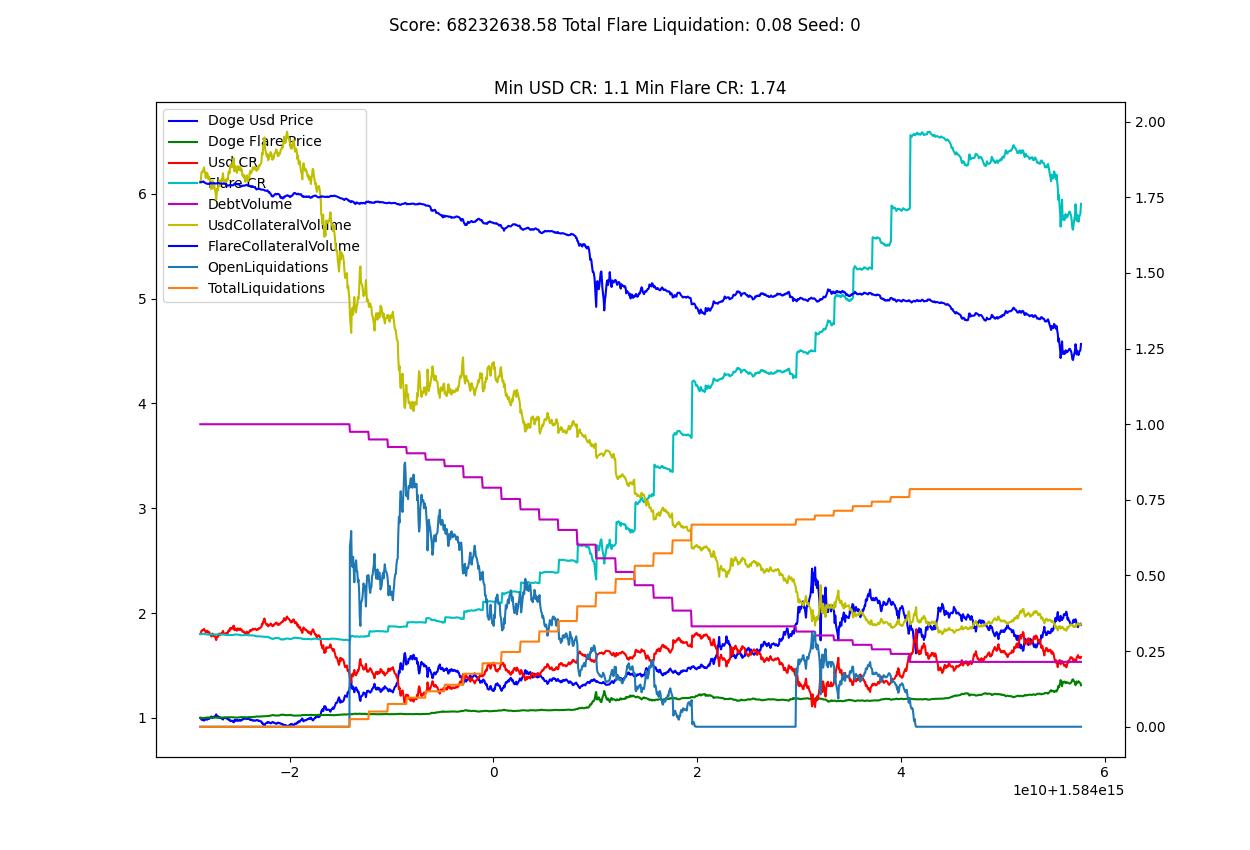 Score: 68232638.58 Total Flare Liquidation: 0.08 Seed: 0
Min USD CR: 1.1 Min Flare CR: 1.74
Doge Usd Price
Doge Flare Price
Usd CR
Flare CR
DebtVolume
UsdCollateralVolume
FlareCollateralVolume
OpenLiquidations
TotalLiquidations
6
5
4
3
2
1
2.00
1.75
1.50
1.25
1.00
0.75
0.50
0.25
0.00
−2
0
2
4
6
1e10+1.584e15